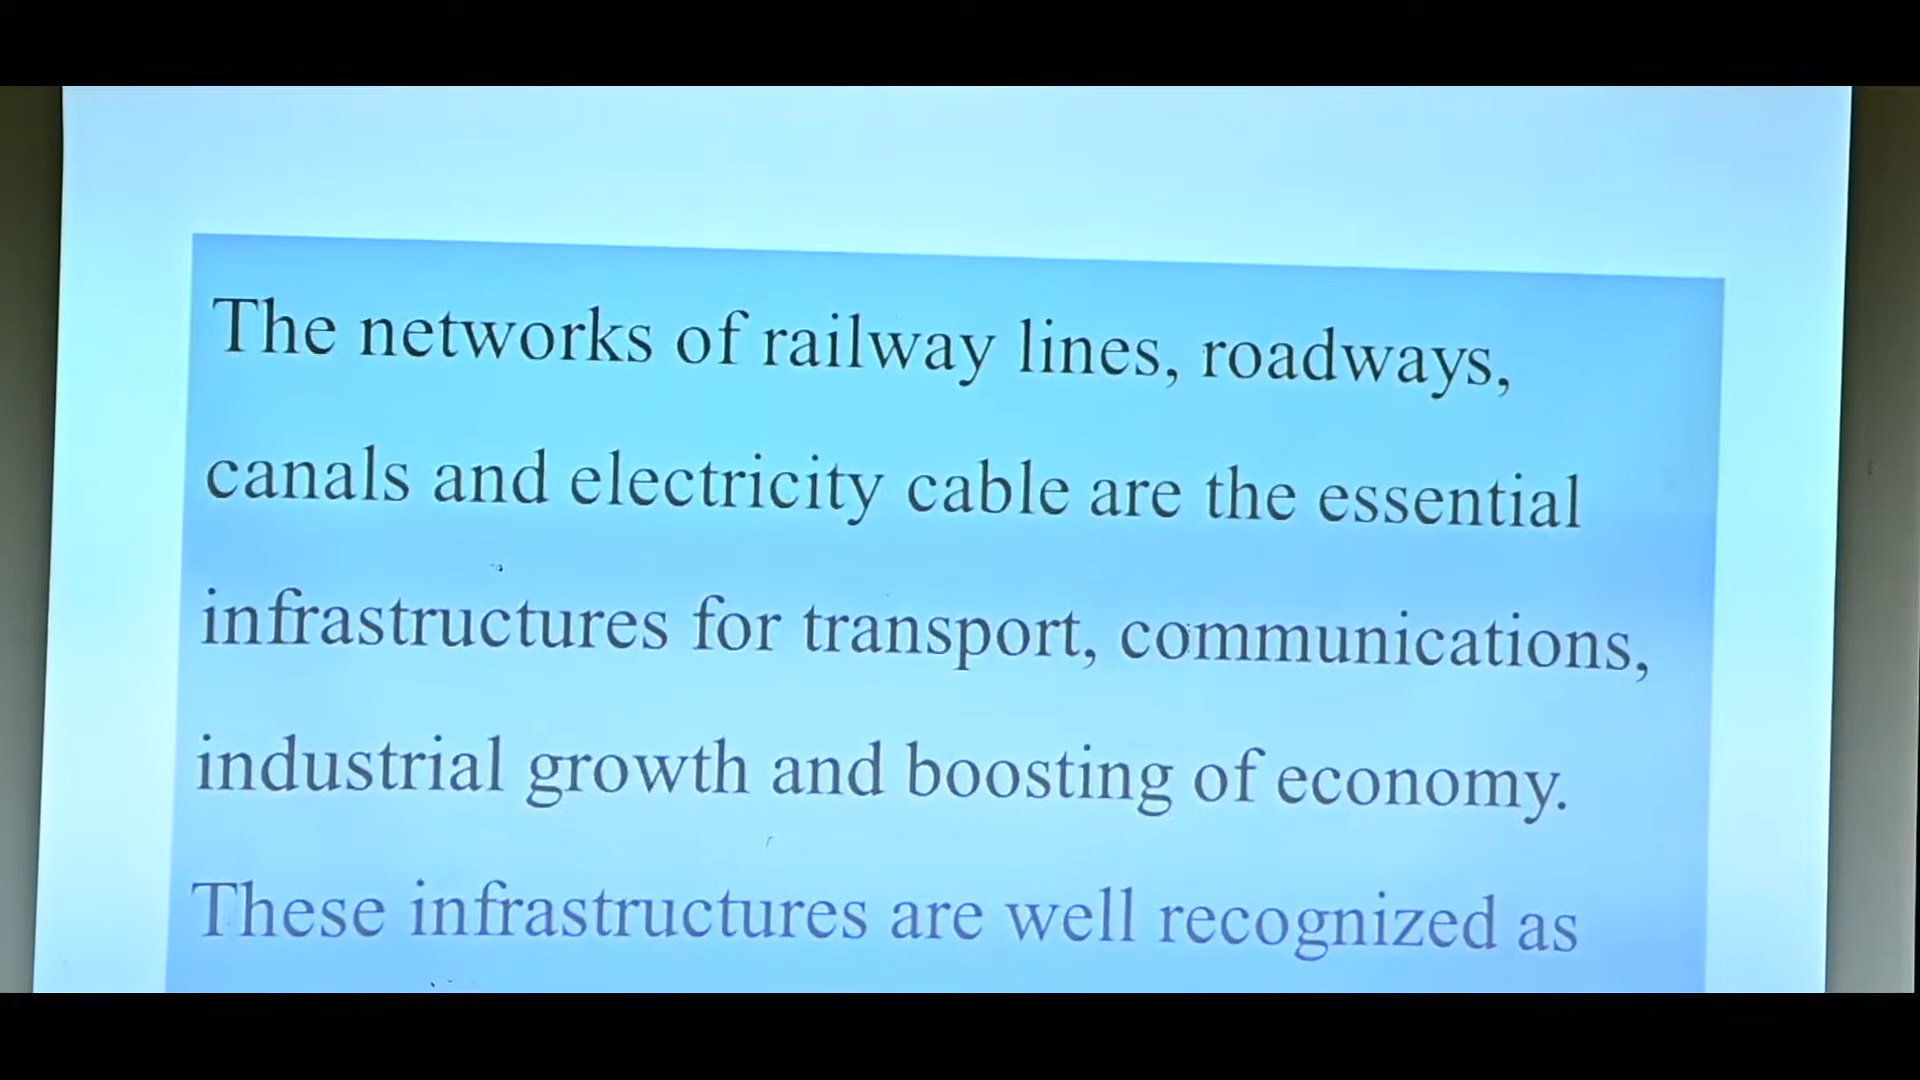 The networks of railway lines, roadways,
canals and electricity cable are the essential
infrastructures for transport, communications,
industrial growth and boosting of economy.
These infrastructures are well recognized as